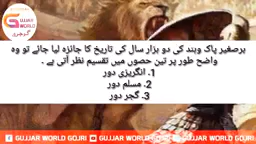 GUJJAR
WORLD
گوجری
برصغیر پاک وہند کی دو ہزار سال کی تاریخ کا جائزہ لیا جائے تو وہ
واضح طور پر تین حصوں میں تقسیم نظر آتی ہے ۔
1. انگریزی دور
2. مسلم دور
3. گجر دور
GUJJAR WORLD GOJRI
GUJJAR WORLD GOJRI